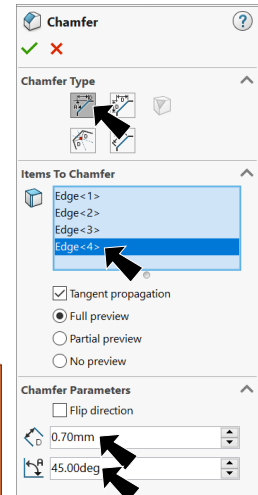 Chamfer
Chamfer Type
Items To Chamfer
Edge<1>
Edge<2>
Edge<3>
Edge<4>
Tangent propagation
Full preview
Partial preview
No preview
Chamfer Parameters
Flip direction
0.70mm
45.00deg